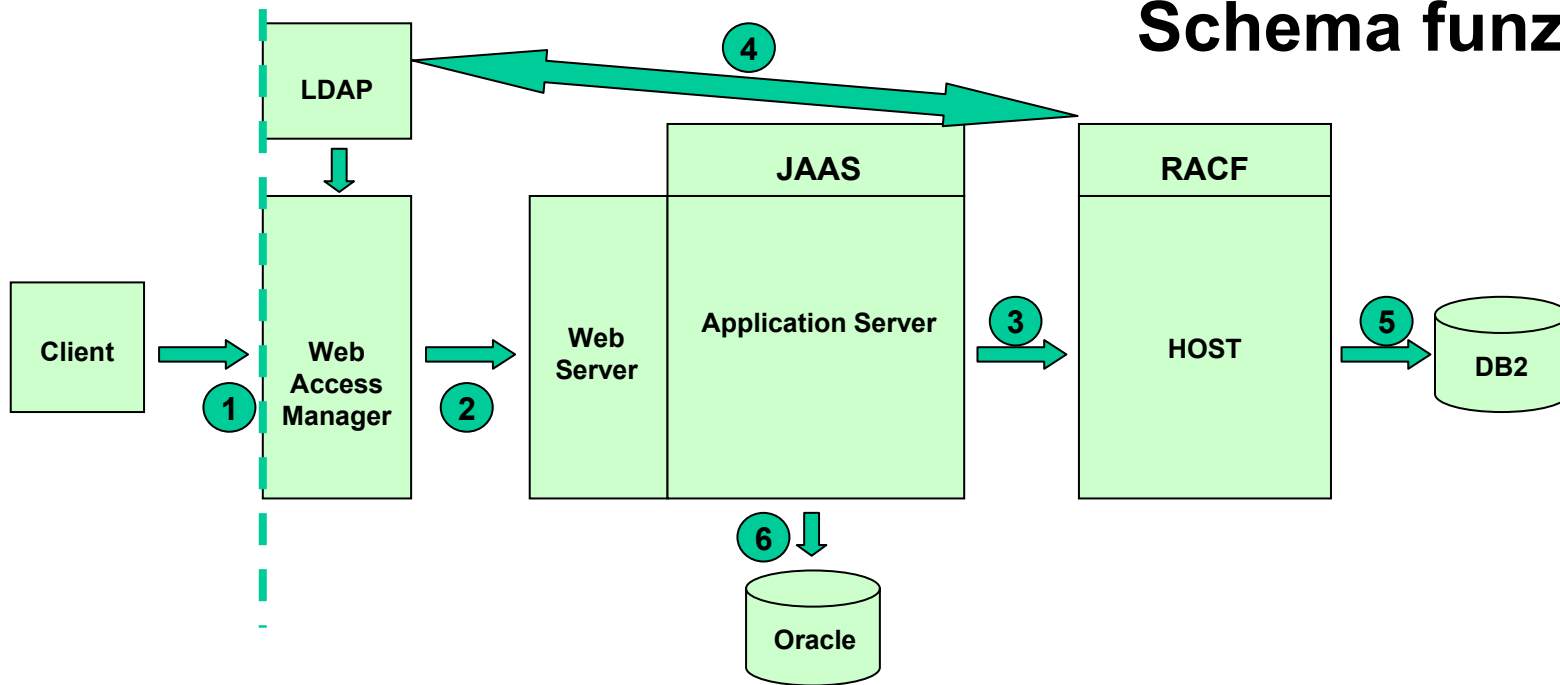 Schema funz
4
LDAP
JAAS
RACF
Client
1
Web
Access
Manager
2
Web
Server
Application Server
3
HOST
5
DB2
6
Oracle